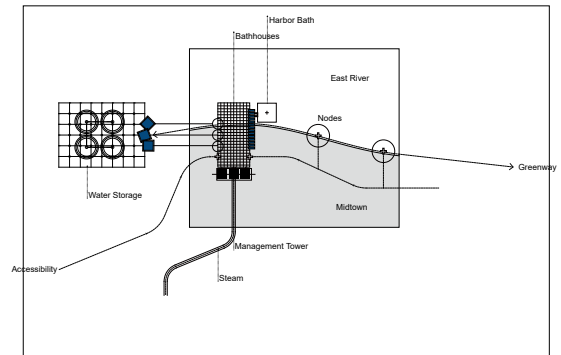 Harbor Bath
Bathhouses
East River
Nodes
Greenway
Water Storage
Midtown
Management Tower
Accessibility
Steam